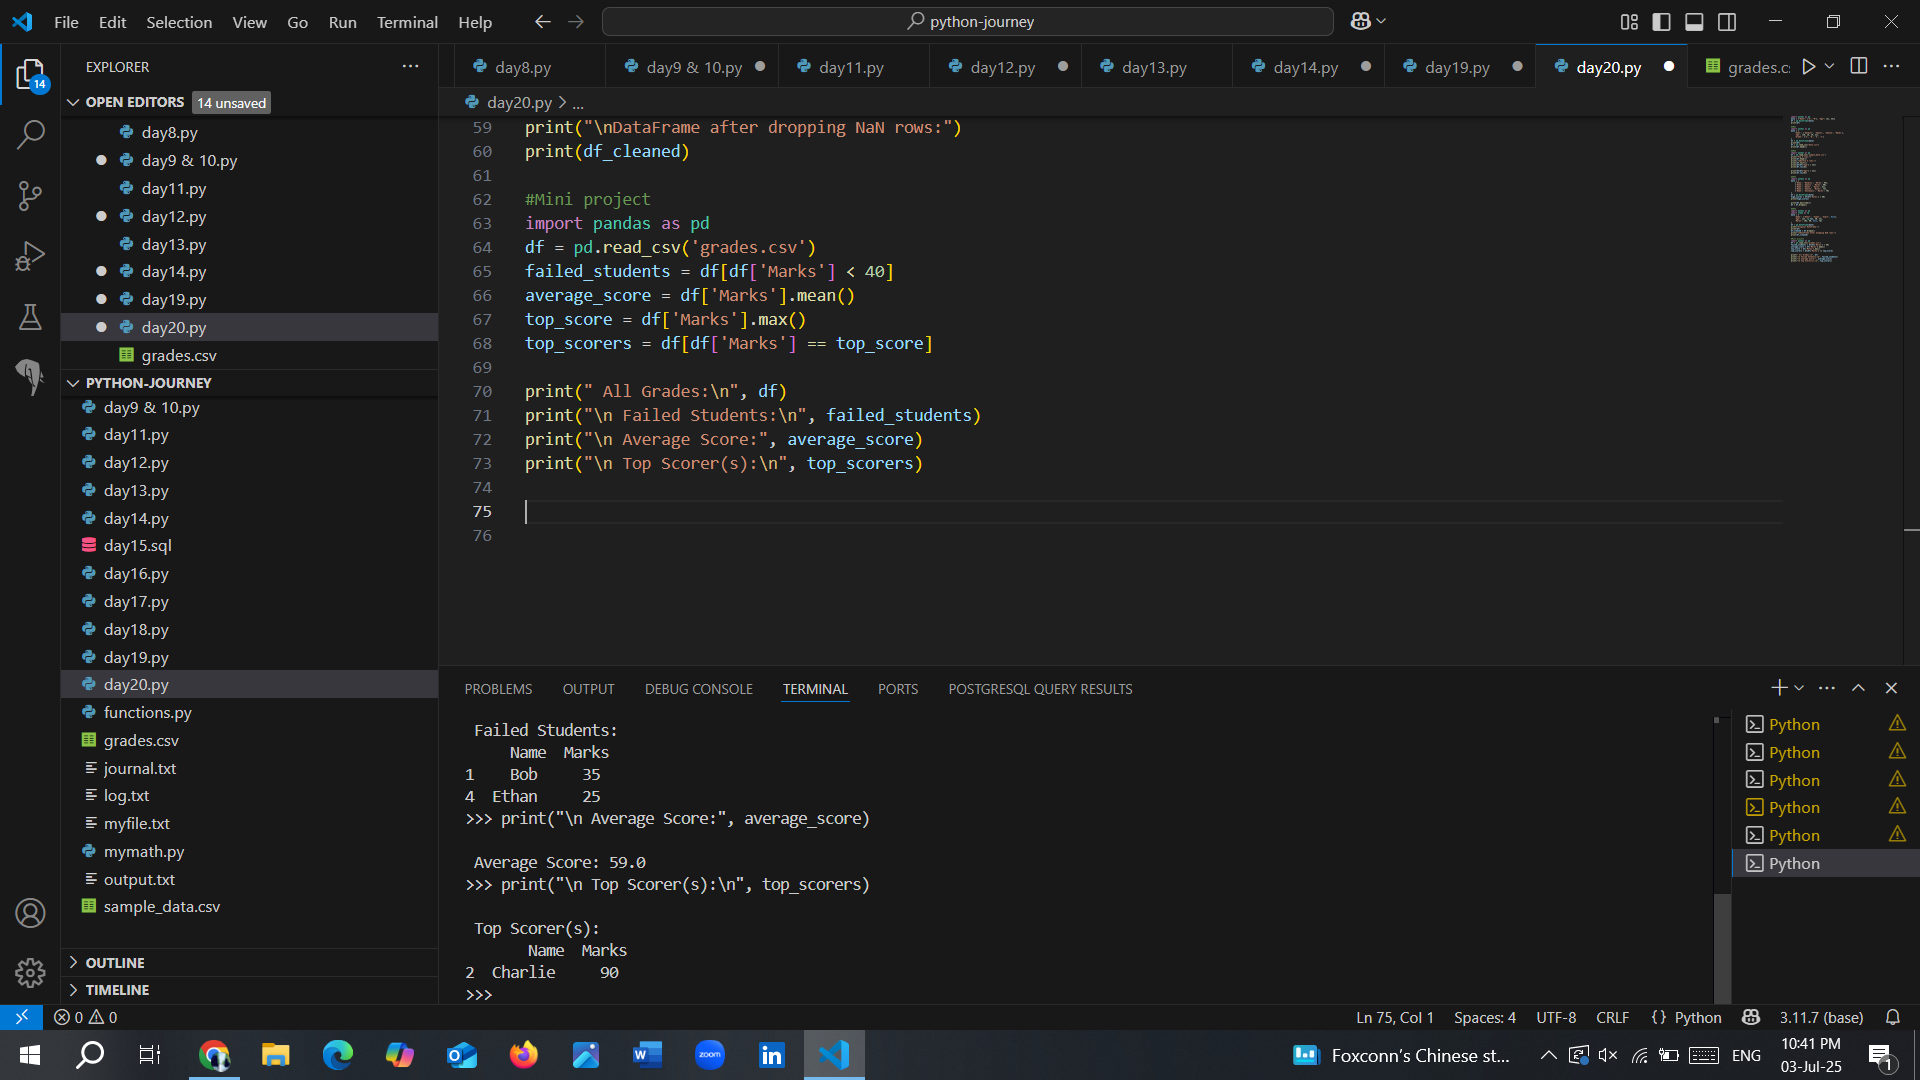 File Edit Selection View Go Run Terminal Help
python-journey
EXPLORER
OPEN EDITORS 14 unsaved
day8.py
day9 & 10.py
day11.py
day12.py
day13.py
day14.py
day19.py
day20.py
grades.csv
PYTHON-JOURNEY
day9 & 10.py
day11.py
day12.py
day13.py
day14.py
day15.sql
day16.py
day17.py
day18.py
day19.py
day20.py
functions.py
grades.csv
journal.txt
log.txt
myfile.txt
mymath.py
output.txt
sample_data.csv
OUTLINE
TIMELINE
14
day8.py day9 & 10.py day11.py day12.py day13.py day14.py day19.py day20.py grades.c
day20.py > ...
59 print("\nDataFrame after dropping NaN rows:")
60 print(df_cleaned)
61
62 #Mini project
63 import pandas as pd
64 df = pd.read_csv('grades.csv')
65 failed_students = df[df['Marks'] < 40]
66 average_score = df['Marks'].mean()
67 top_score = df['Marks'].max()
68 top_scorers = df[df['Marks'] == top_score]
69
70 print(" All Grades:\n", df)
71 print("\n Failed Students:\n", failed_students)
72 print("\n Average Score:", average_score)
73 print("\n Top Scorer(s):\n", top_scorers)
74
75
76
PROBLEMS OUTPUT DEBUG CONSOLE TERMINAL PORTS POSTGRESQL QUERY RESULTS
Failed Students:
Name Marks
1 Bob 35
4 Ethan 25
>>> print("\n Average Score:", average_score)
Average Score: 59.0
>>> print("\n Top Scorer(s):\n", top_scorers)
Top Scorer(s):
Name Marks
2 Charlie 90
>>>
Python
Python
Python
Python
Python
Python
0 0
Ln 75, Col 1 Spaces: 4 UTF-8 CRLF {} Python 3.11.7 (base)
zoom
Foxconn's Chinese st...
ENG
10:41 PM
03-Jul-25
1